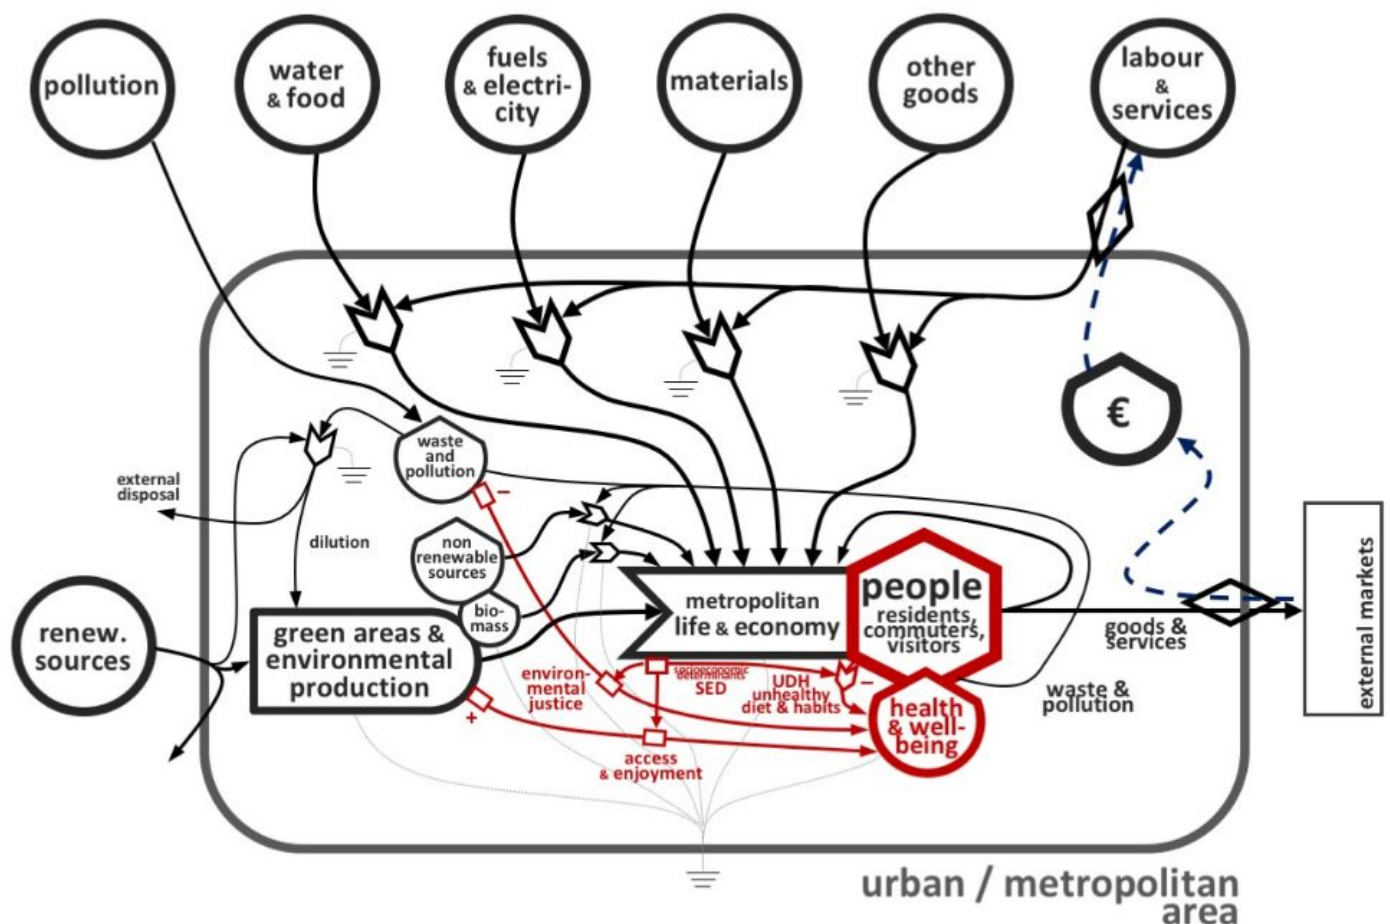 pollution
water
& food
fuels
& electri-
city
materials
other
goods
labour
&
services
€
waste
and
pollution
external
disposal
dilution
non
renewable
sources
bio-
mass
renew.
sources
green areas &
environmental
production
metropolitan
life & economy
people
residents,
commuters,
visitors
goods &
services
external markets
environ-
mental
justice
socioeconomic
determinants
SED
UDH
unhealthy
diet & habits
health
& well-
being
waste &
pollution
access
& enjoyment
−
−
+
urban / metropolitan
area